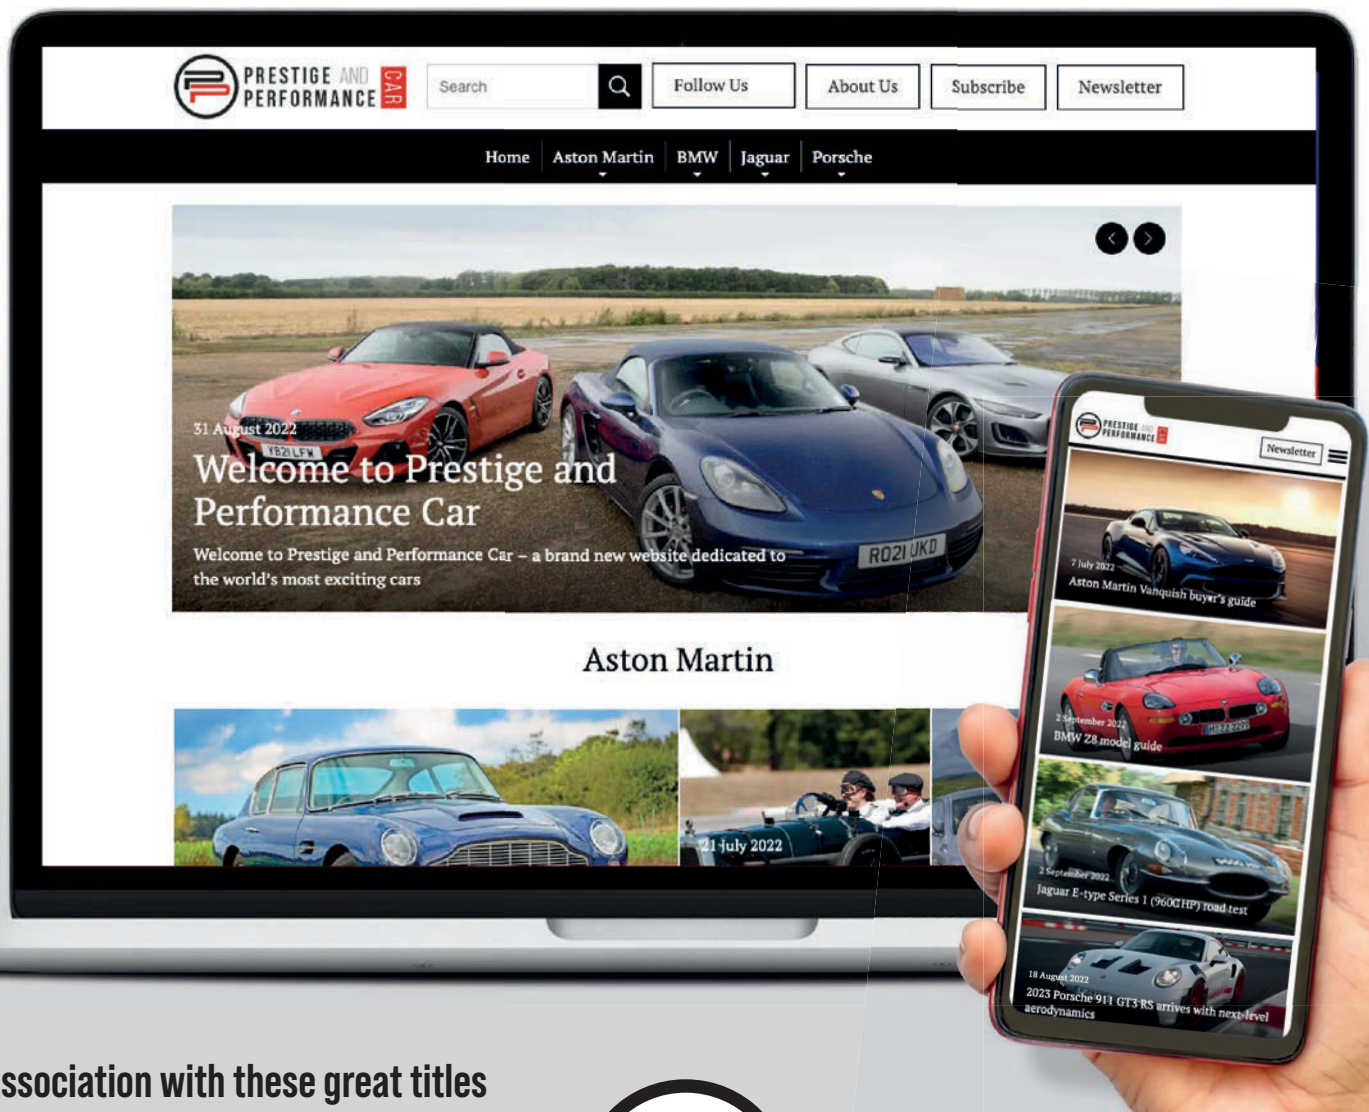 PRESTIGE AND
PERFORMANCE
CAR
Search
Follow Us
About Us
Subscribe
Newsletter
Home
Aston Martin
BMW
Jaguar
Porsche
31 August 2022
YB21 LFW
Welcome to Prestige and
Performance Car
Welcome to Prestige and Performance Car – a brand new website dedicated to
the world's most exciting cars
RO21 UKD
Aston Martin
21 July 2022
PRESTIGE AND
PERFORMANCE
Newsletter
7 July 2022
Aston Martin Vanquish buyer's guide
2 September 2022
BMW Z8 model guide
2 September 2022
Jaguar E-type Series 1 (9600 HP) road test
18 August 2022
2023 Porsche 911 GT3 RS arrives with next-level
aerodynamics
ssociation with these great titles